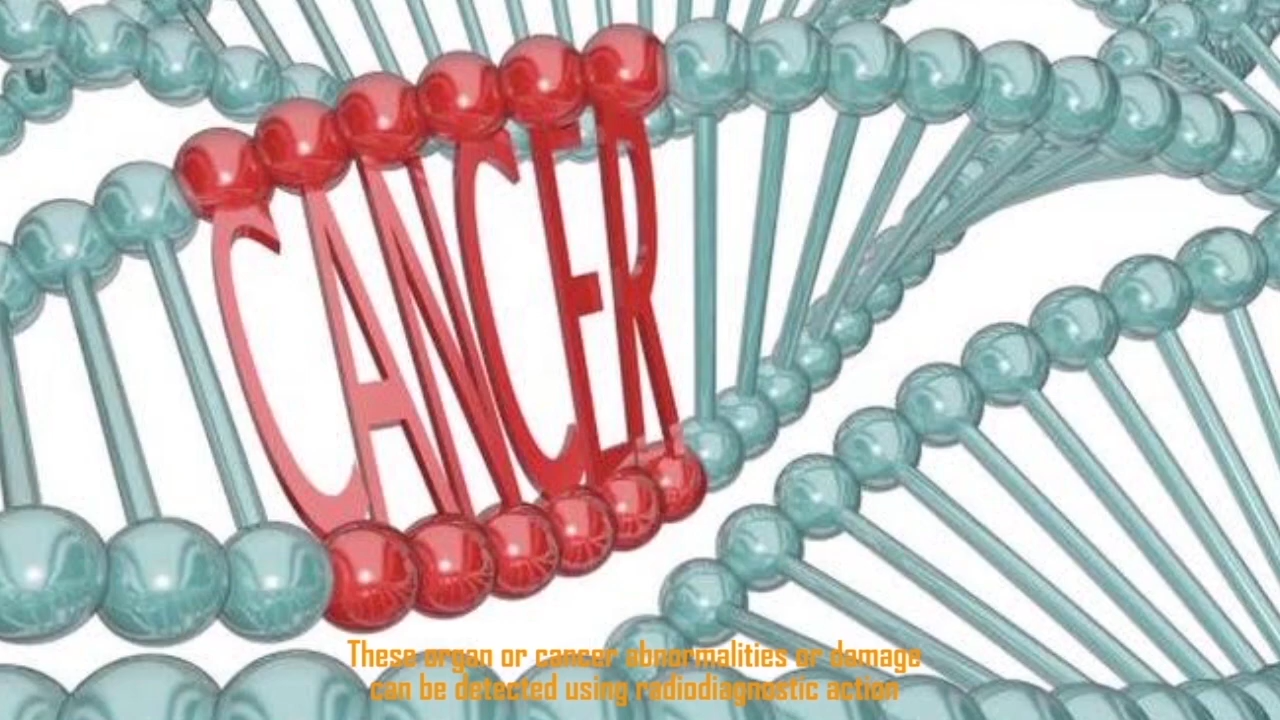 CANCER
These organ or cancer abnormalities or damage
can be detected using radiodiagnostic action